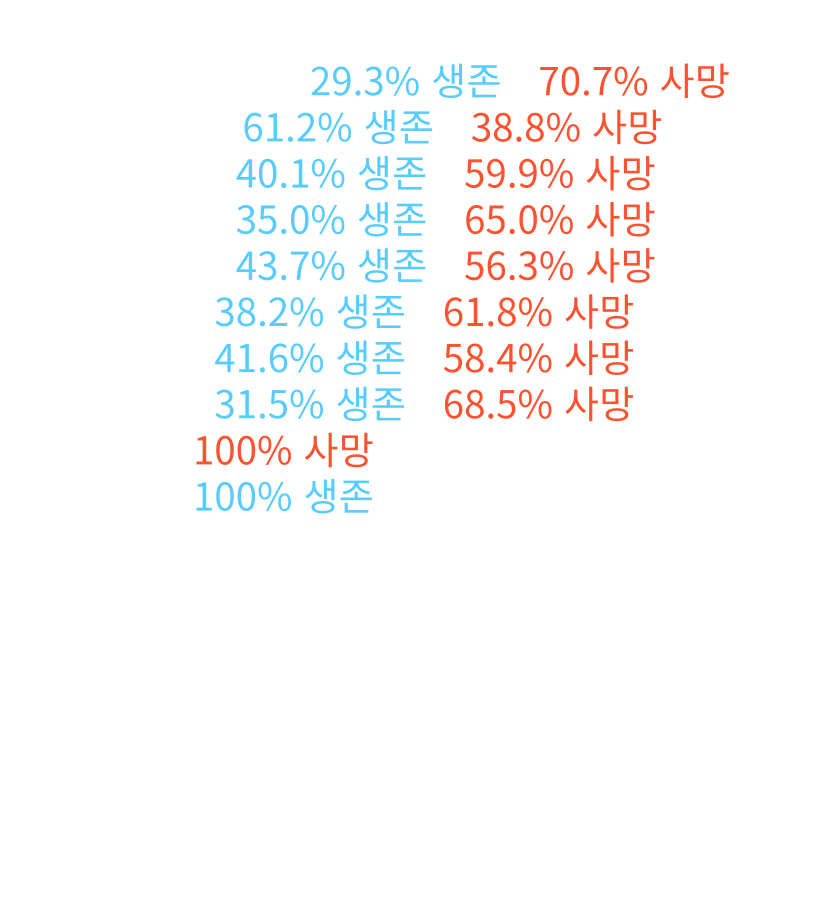 29.3% 생존 70.7% 사망
61.2% 생존 38.8% 사망
40.1% 생존 59.9% 사망
35.0% 생존 65.0% 사망
43.7% 생존 56.3% 사망
38.2% 생존 61.8% 사망
41.6% 생존 58.4% 사망
31.5% 생존 68.5% 사망
100% 사망
100% 생존